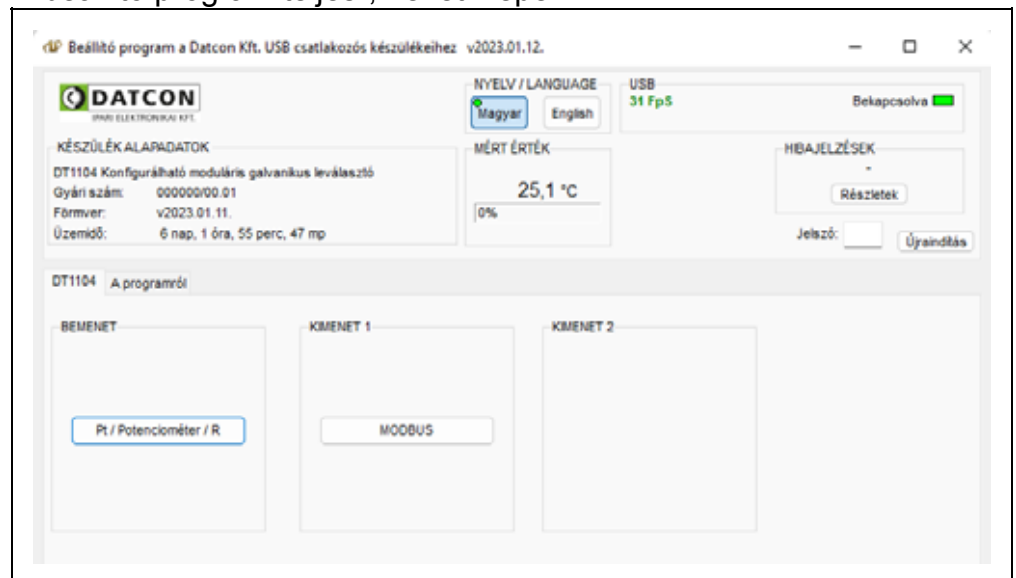 Beállító program a Datcon Kft. USB csatlakozós készülékeihez v2023.01.12.
DATCON
IPARI ELEKTRONIKAI KFT.
NYELV / LANGUAGE
Magyar
English
USB
31 FpS
Bekapcsolva
KÉSZÜLÉK ALAPADATOK
DT1104 Konfigurálható moduláris galvanikus leválasztó
Gyári szám: 000000/00.01
Förmver: v2023.01.11.
Üzemidő: 6 nap, 1 óra, 55 perc, 47 mp
MÉRT ÉRTÉK
25,1 °C
0%
HIBAJELZÉSEK
-
Részletek
Jelszó:
Újraindítás
DT1104
A programról
BEMENET
Pt / Potenciométer / R
KIMENET 1
MODBUS
KIMENET 2